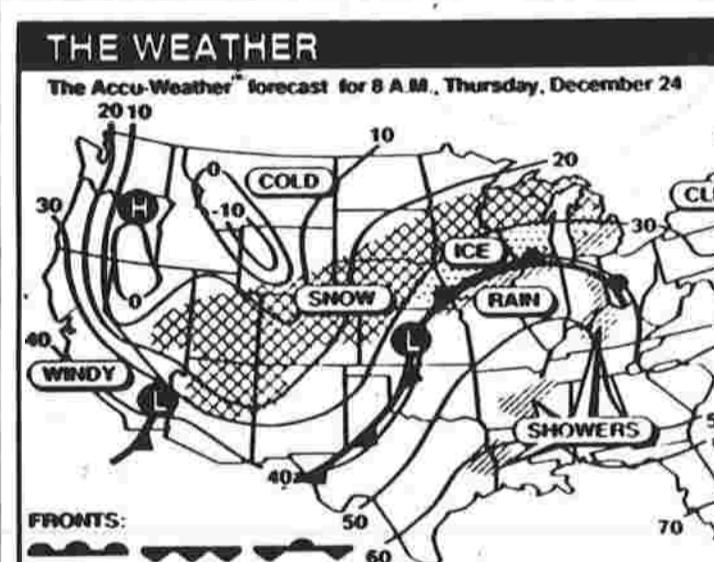 THE WEATHER
The Accu-Weather™ forecast for 8 A.M., Thursday, December 24
20 10
10
20
0
COLD
-10
H
30
30
ICE
SNOW
RAIN
0
L
40
WINDY
L
SHOWERS
40
FRONTS:
50
60
70